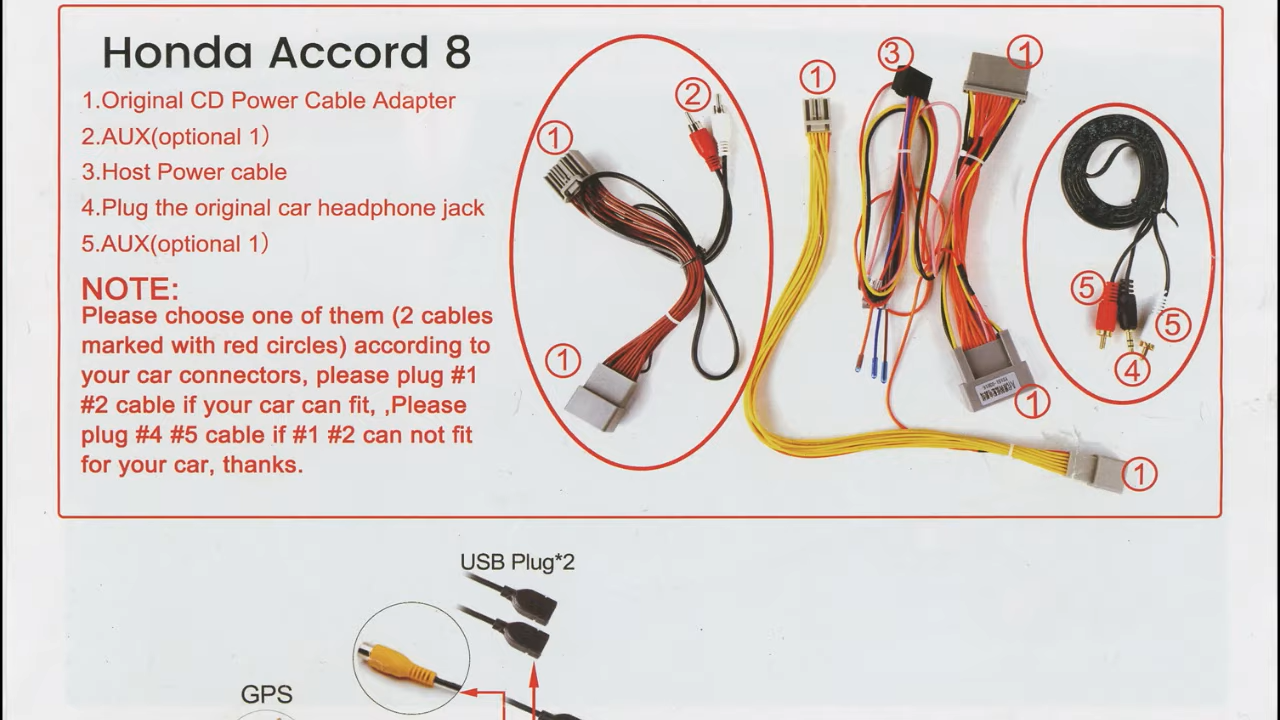 Honda Accord 8
1.Original CD Power Cable Adapter
2.AUX(optional 1)
3.Host Power cable
4.Plug the original car headphone jack
5.AUX(optional 1)
NOTE:
Please choose one of them (2 cables
marked with red circles) according to
your car connectors, please plug #1
#2 cable if your car can fit, ,Please
plug #4 #5 cable if #1 #2 can not fit
for your car, thanks.
1
2
1
1
3
1
1
1
5
5
4
USB Plug*2
GPS